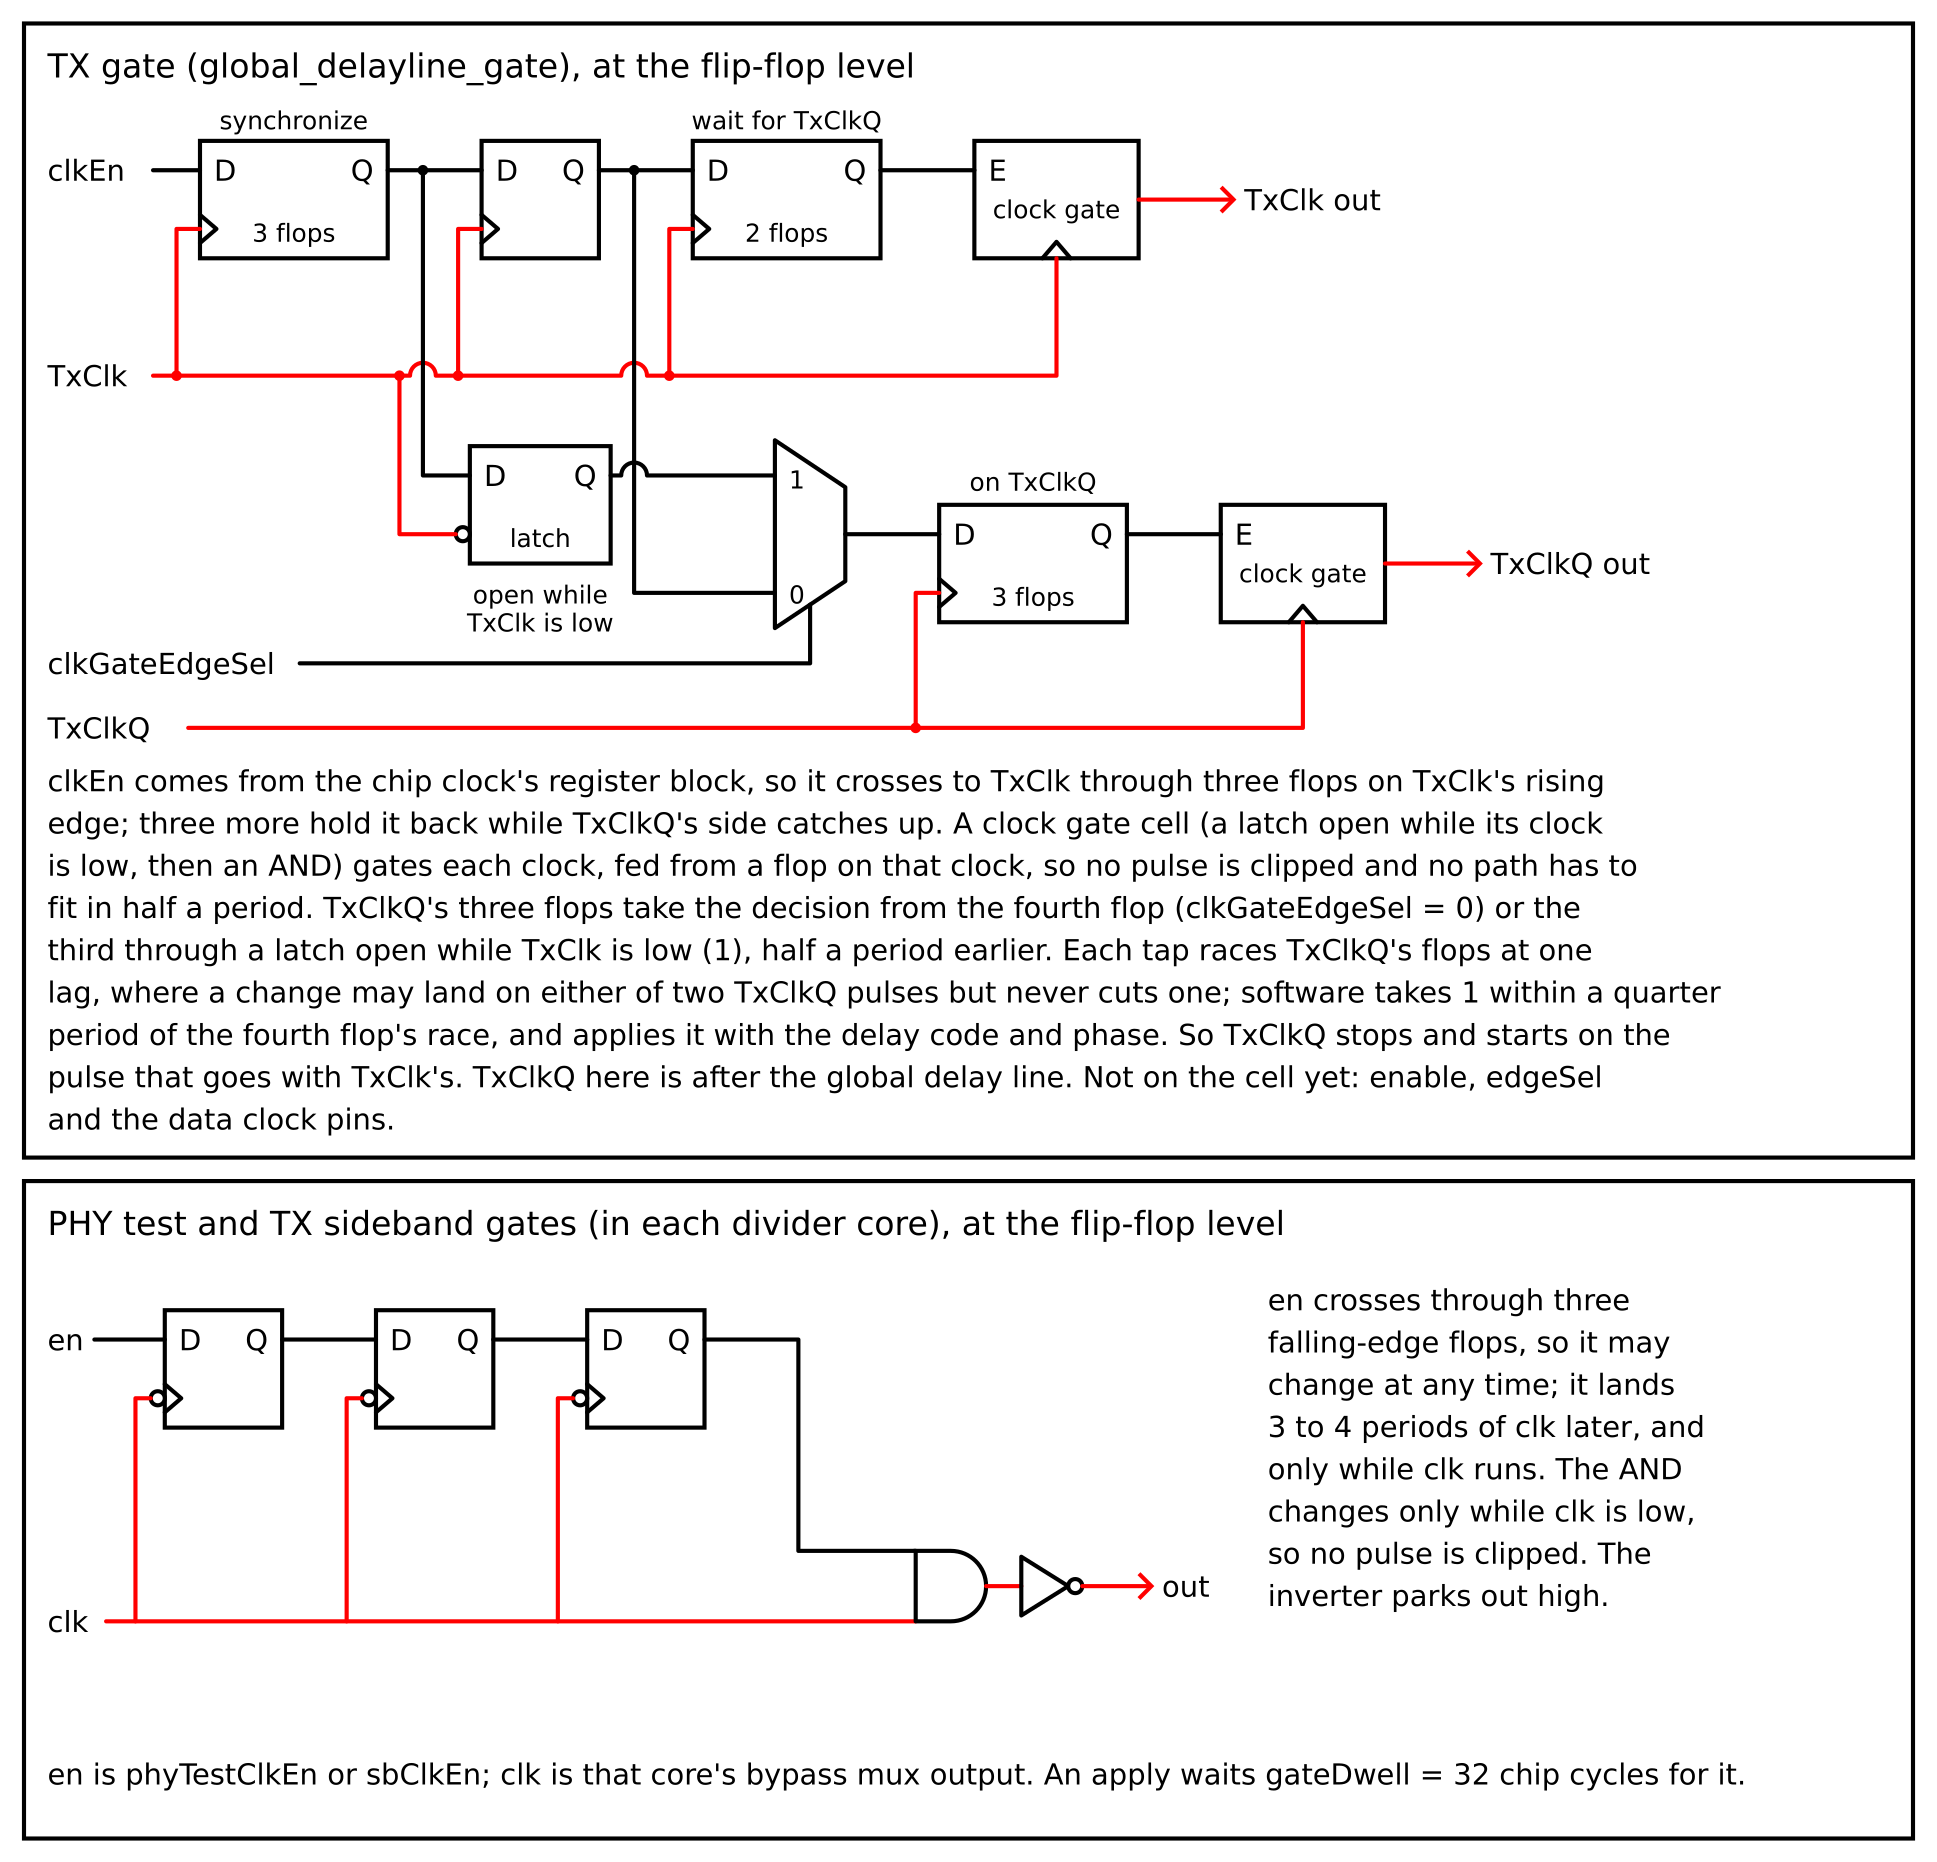 TX gate (global_delayline_gate), at the flip-flop level
synchronize
wait for TxClkQ
clkEn
D Q
3 flops
D Q
D Q
2 flops
E
clock gate
TxClk out
TxClk
D Q
latch
open while
TxClk is low
1
0
on TxClkQ
D Q
3 flops
E
clock gate
TxClkQ out
clkGateEdgeSel
TxClkQ
clkEn comes from the chip clock's register block, so it crosses to TxClk through three flops on TxClk's rising
edge; three more hold it back while TxClkQ's side catches up. A clock gate cell (a latch open while its clock
is low, then an AND) gates each clock, fed from a flop on that clock, so no pulse is clipped and no path has to
fit in half a period. TxClkQ's three flops take the decision from the fourth flop (clkGateEdgeSel = 0) or the
third through a latch open while TxClk is low (1), half a period earlier. Each tap races TxClkQ's flops at one
lag, where a change may land on either of two TxClkQ pulses but never cuts one; software takes 1 within a quarter
period of the fourth flop's race, and applies it with the delay code and phase. So TxClkQ stops and starts on the
pulse that goes with TxClk's. TxClkQ here is after the global delay line. Not on the cell yet: enable, edgeSel
and the data clock pins.
PHY test and TX sideband gates (in each divider core), at the flip-flop level
en
D Q
D Q
D Q
clk
out
en crosses through three
falling-edge flops, so it may
change at any time; it lands
3 to 4 periods of clk later, and
only while clk runs. The AND
changes only while clk is low,
so no pulse is clipped. The
inverter parks out high.
en is phyTestClkEn or sbClkEn; clk is that core's bypass mux output. An apply waits gateDwell = 32 chip cycles for it.